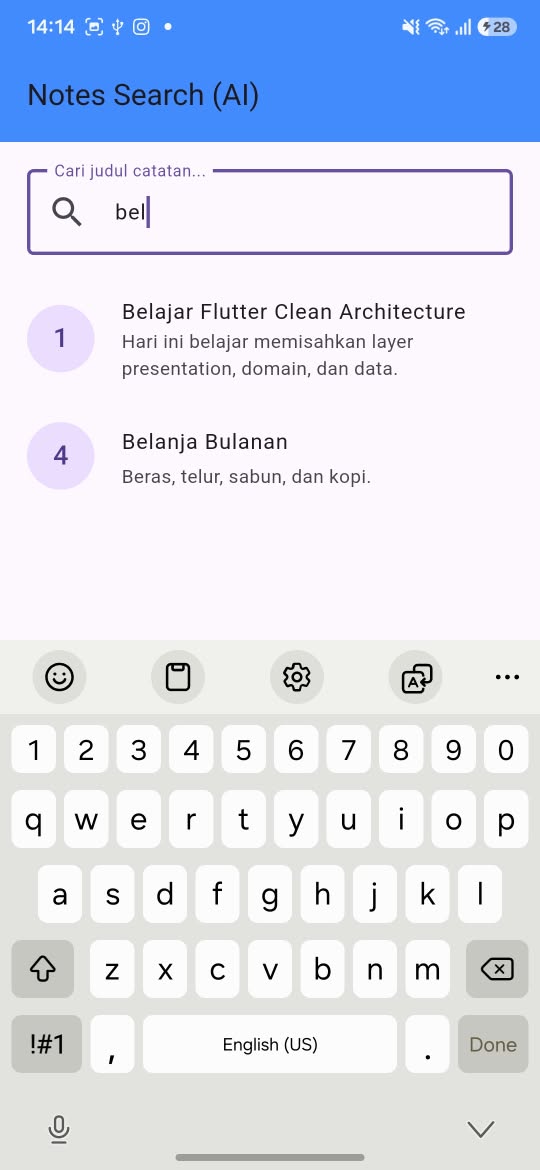 14:14
28
Notes Search (AI)
Cari judul catatan...
bel
1
Belajar Flutter Clean Architecture
Hari ini belajar memisahkan layer
presentation, domain, dan data.
4
Belanja Bulanan
Beras, telur, sabun, dan kopi.
A
1 2 3 4 5 6 7 8 9 0
q w e r t y u i o p
a s d f g h j k l
z x c v b n m
!#1 , English (US) . Done